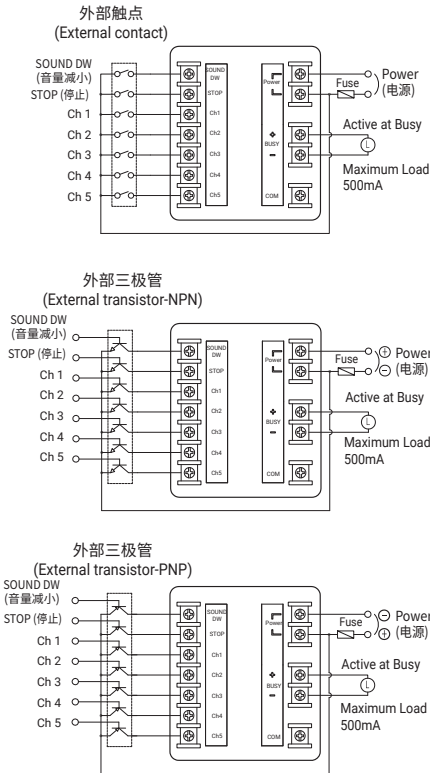 外部触点
(External contact)
SOUND DW
(音量减小)
STOP (停止)
Ch 1
Ch 2
Ch 3
Ch 4
Ch 5
SOUND
DW
STOP
Ch1
Ch2
Ch3
Ch4
Ch5
Power
+
BUSY
-
COM
Fuse
Power
(电源)
Active at Busy
L
Maximum Load
500mA
外部三极管
(External transistor-NPN)
SOUND DW
(音量减小)
STOP (停止)
Ch 1
Ch 2
Ch 3
Ch 4
Ch 5
SOUND
DW
STOP
Ch1
Ch2
Ch3
Ch4
Ch5
Power
+
BUSY
-
COM
Fuse
+ Power
- (电源)
Active at Busy
L
Maximum Load
500mA
外部三极管
(External transistor-PNP)
SOUND DW
(音量减小)
STOP (停止)
Ch 1
Ch 2
Ch 3
Ch 4
Ch 5
SOUND
DW
STOP
Ch1
Ch2
Ch3
Ch4
Ch5
Power
+
BUSY
-
COM
Fuse
- Power
+ (电源)
Active at Busy
L
Maximum Load
500mA